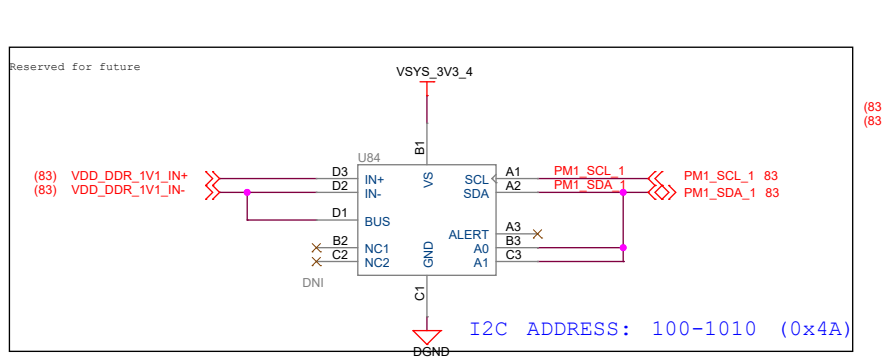 Reserved for future
VSYS_3V3_4
(83
(83
U84
B1
VS
(83) VDD_DDR_1V1_IN+ D3 IN+ SCL A1 PM1_SCL_1 PM1_SCL_1 83
(83) VDD_DDR_1V1_IN- D2 IN- SDA A2 PM1_SDA_1 PM1_SDA_1 83
D1 BUS
ALERT A3
B2 NC1 A0 B3
C2 NC2 GND A1 C3
DNI
C1
I2C ADDRESS: 100-1010 (0x4A)
DGND